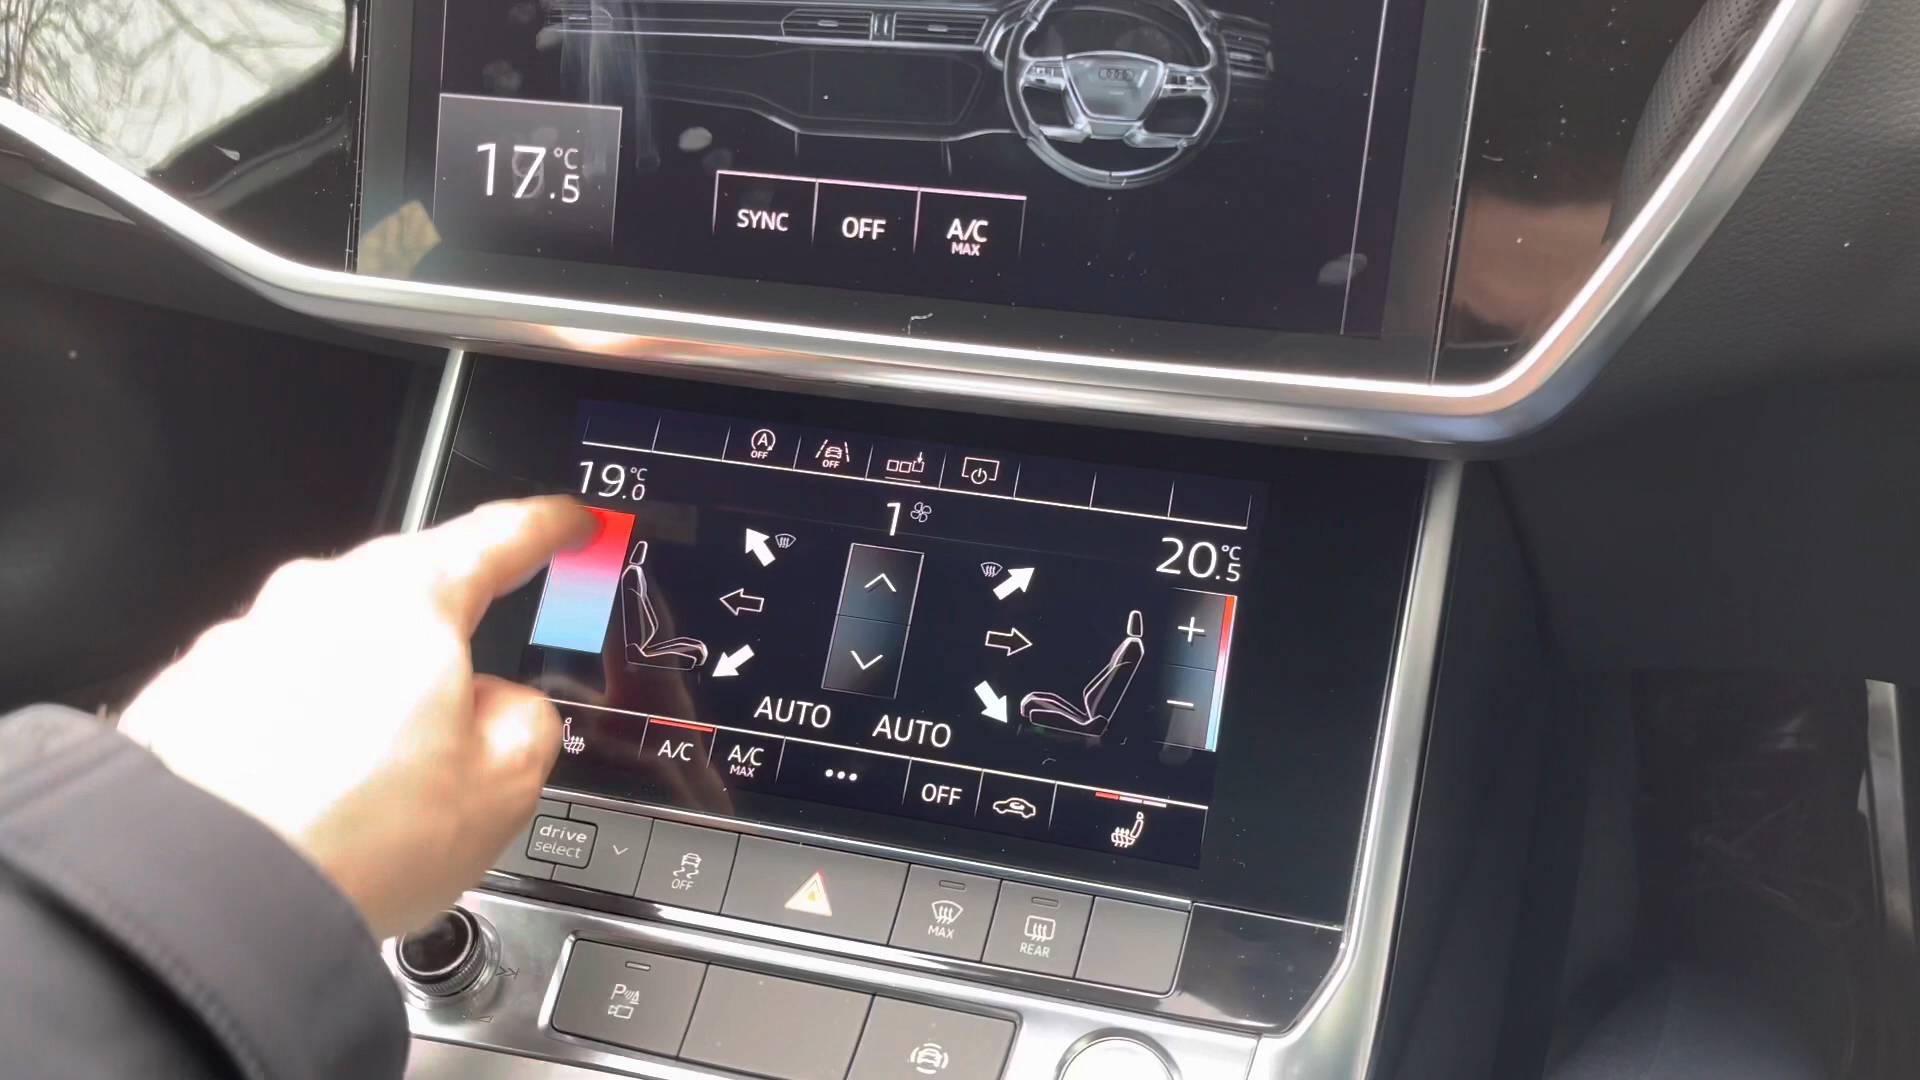 17.5 °C
SYNC OFF A/C MAX
A OFF OFF
19.0 °C
1
20.5 °C
AUTO AUTO
A/C A/C MAX ••• OFF
drive select
OFF
MAX
REAR
P